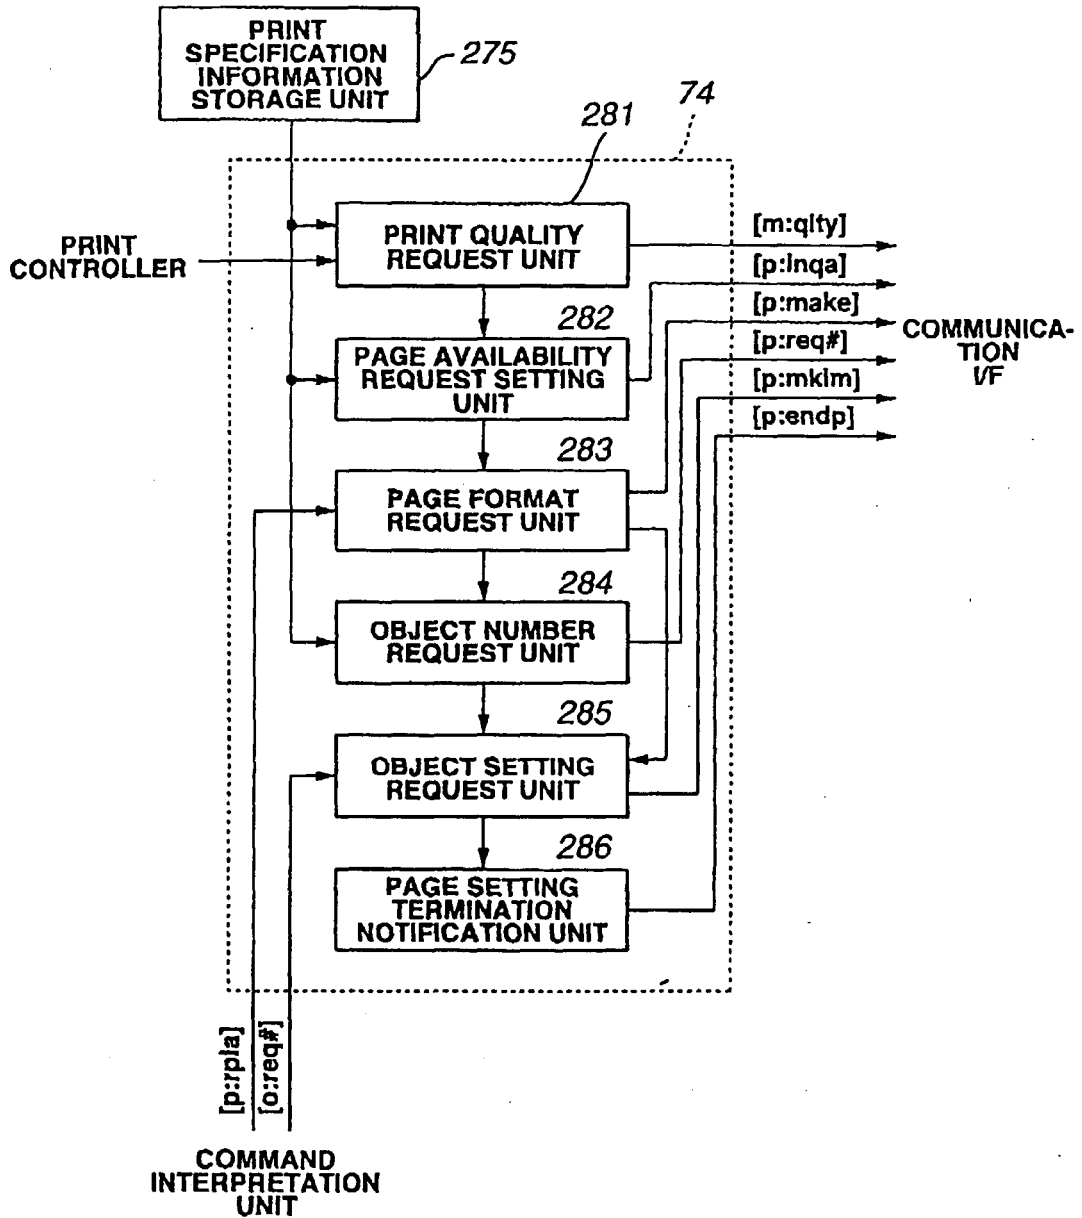 PRINT
SPECIFICATION
INFORMATION
STORAGE UNIT
275
74
281
PRINT QUALITY
REQUEST UNIT
[m:qlty]
PRINT
CONTROLLER
[p:inqa]
282
[p:make]
PAGE AVAILABILITY
REQUEST SETTING
UNIT
[p:req#]
COMMUNICA-
TION
I/F
[p:mkim]
[p:endp]
283
PAGE FORMAT
REQUEST UNIT
284
OBJECT NUMBER
REQUEST UNIT
285
OBJECT SETTING
REQUEST UNIT
286
PAGE SETTING
TERMINATION
NOTIFICATION UNIT
[p:rpla]
[o:req#]
COMMAND
INTERPRETATION
UNIT